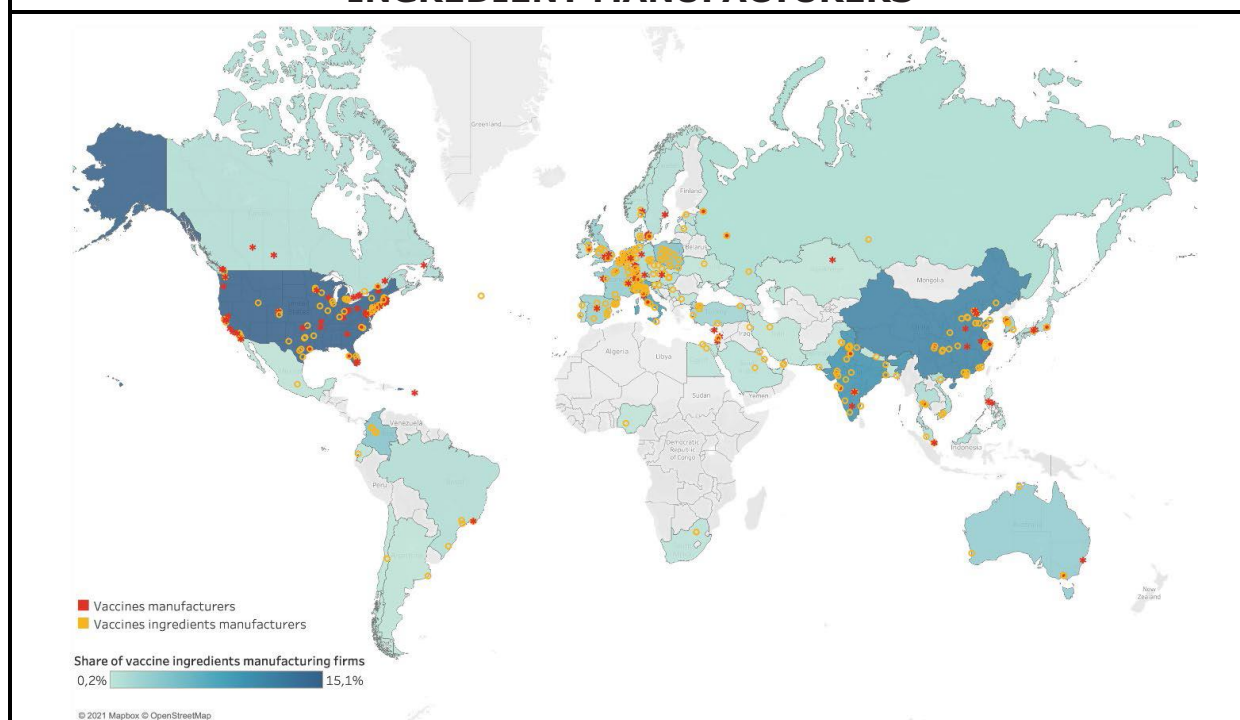 INGREDIENT MANUFACTURERS
Greenland
Finland
Belarus
Mongolia
Algeria
Libya
Iraq
Sudan
Yemen
Venezuela
Democratic
Republic
of Congo
Indonesia
Peru
New
Zealand
Vaccines manufacturers
Vaccines ingredients manufacturers
Share of vaccine ingredients manufacturing firms
0,2%
15,1%
© 2021 Mapbox © OpenStreetMap